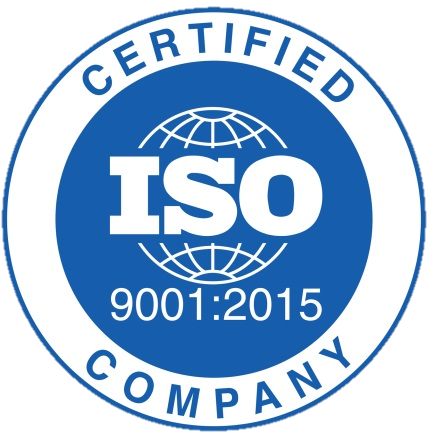 CERTIFIED
ISO
9001:2015
COMPANY